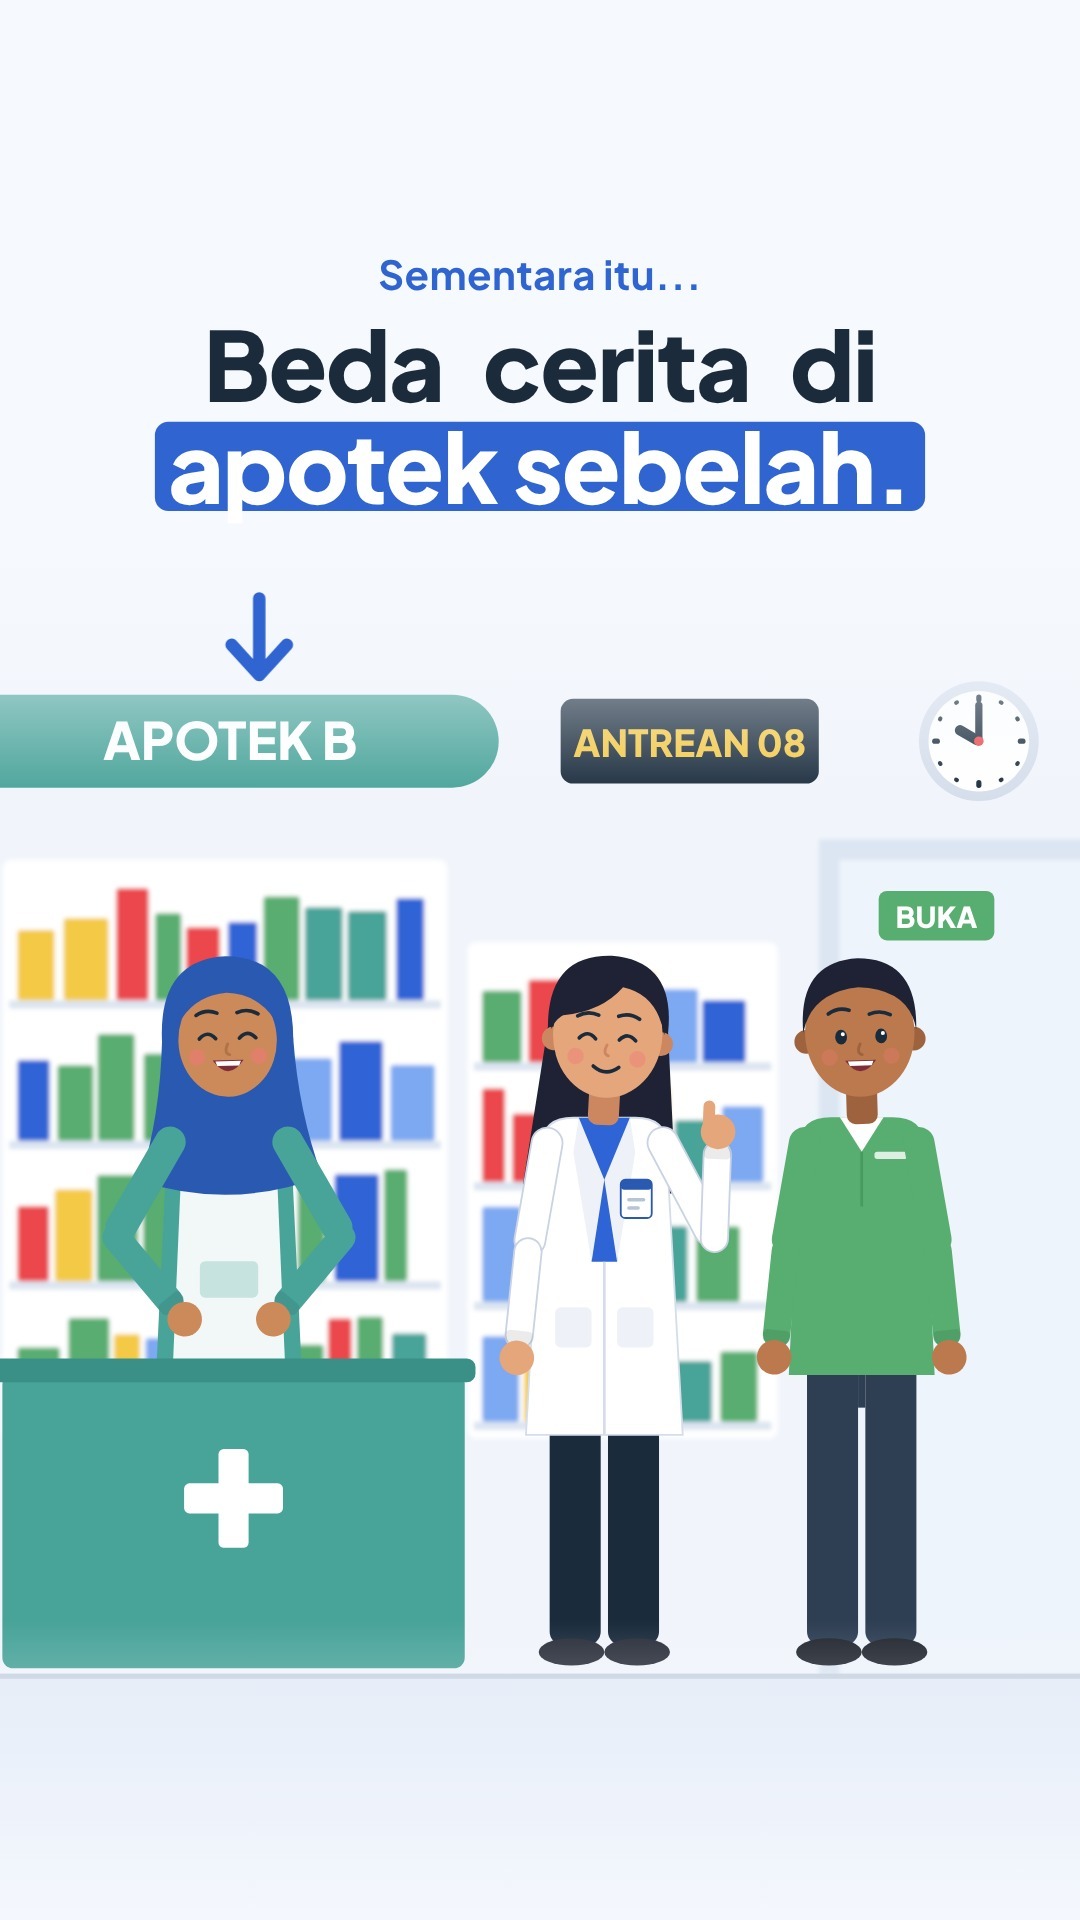 Sementara itu...
Beda cerita di
apotek sebelah.
APOTEK B
ANTREAN 08
BUKA